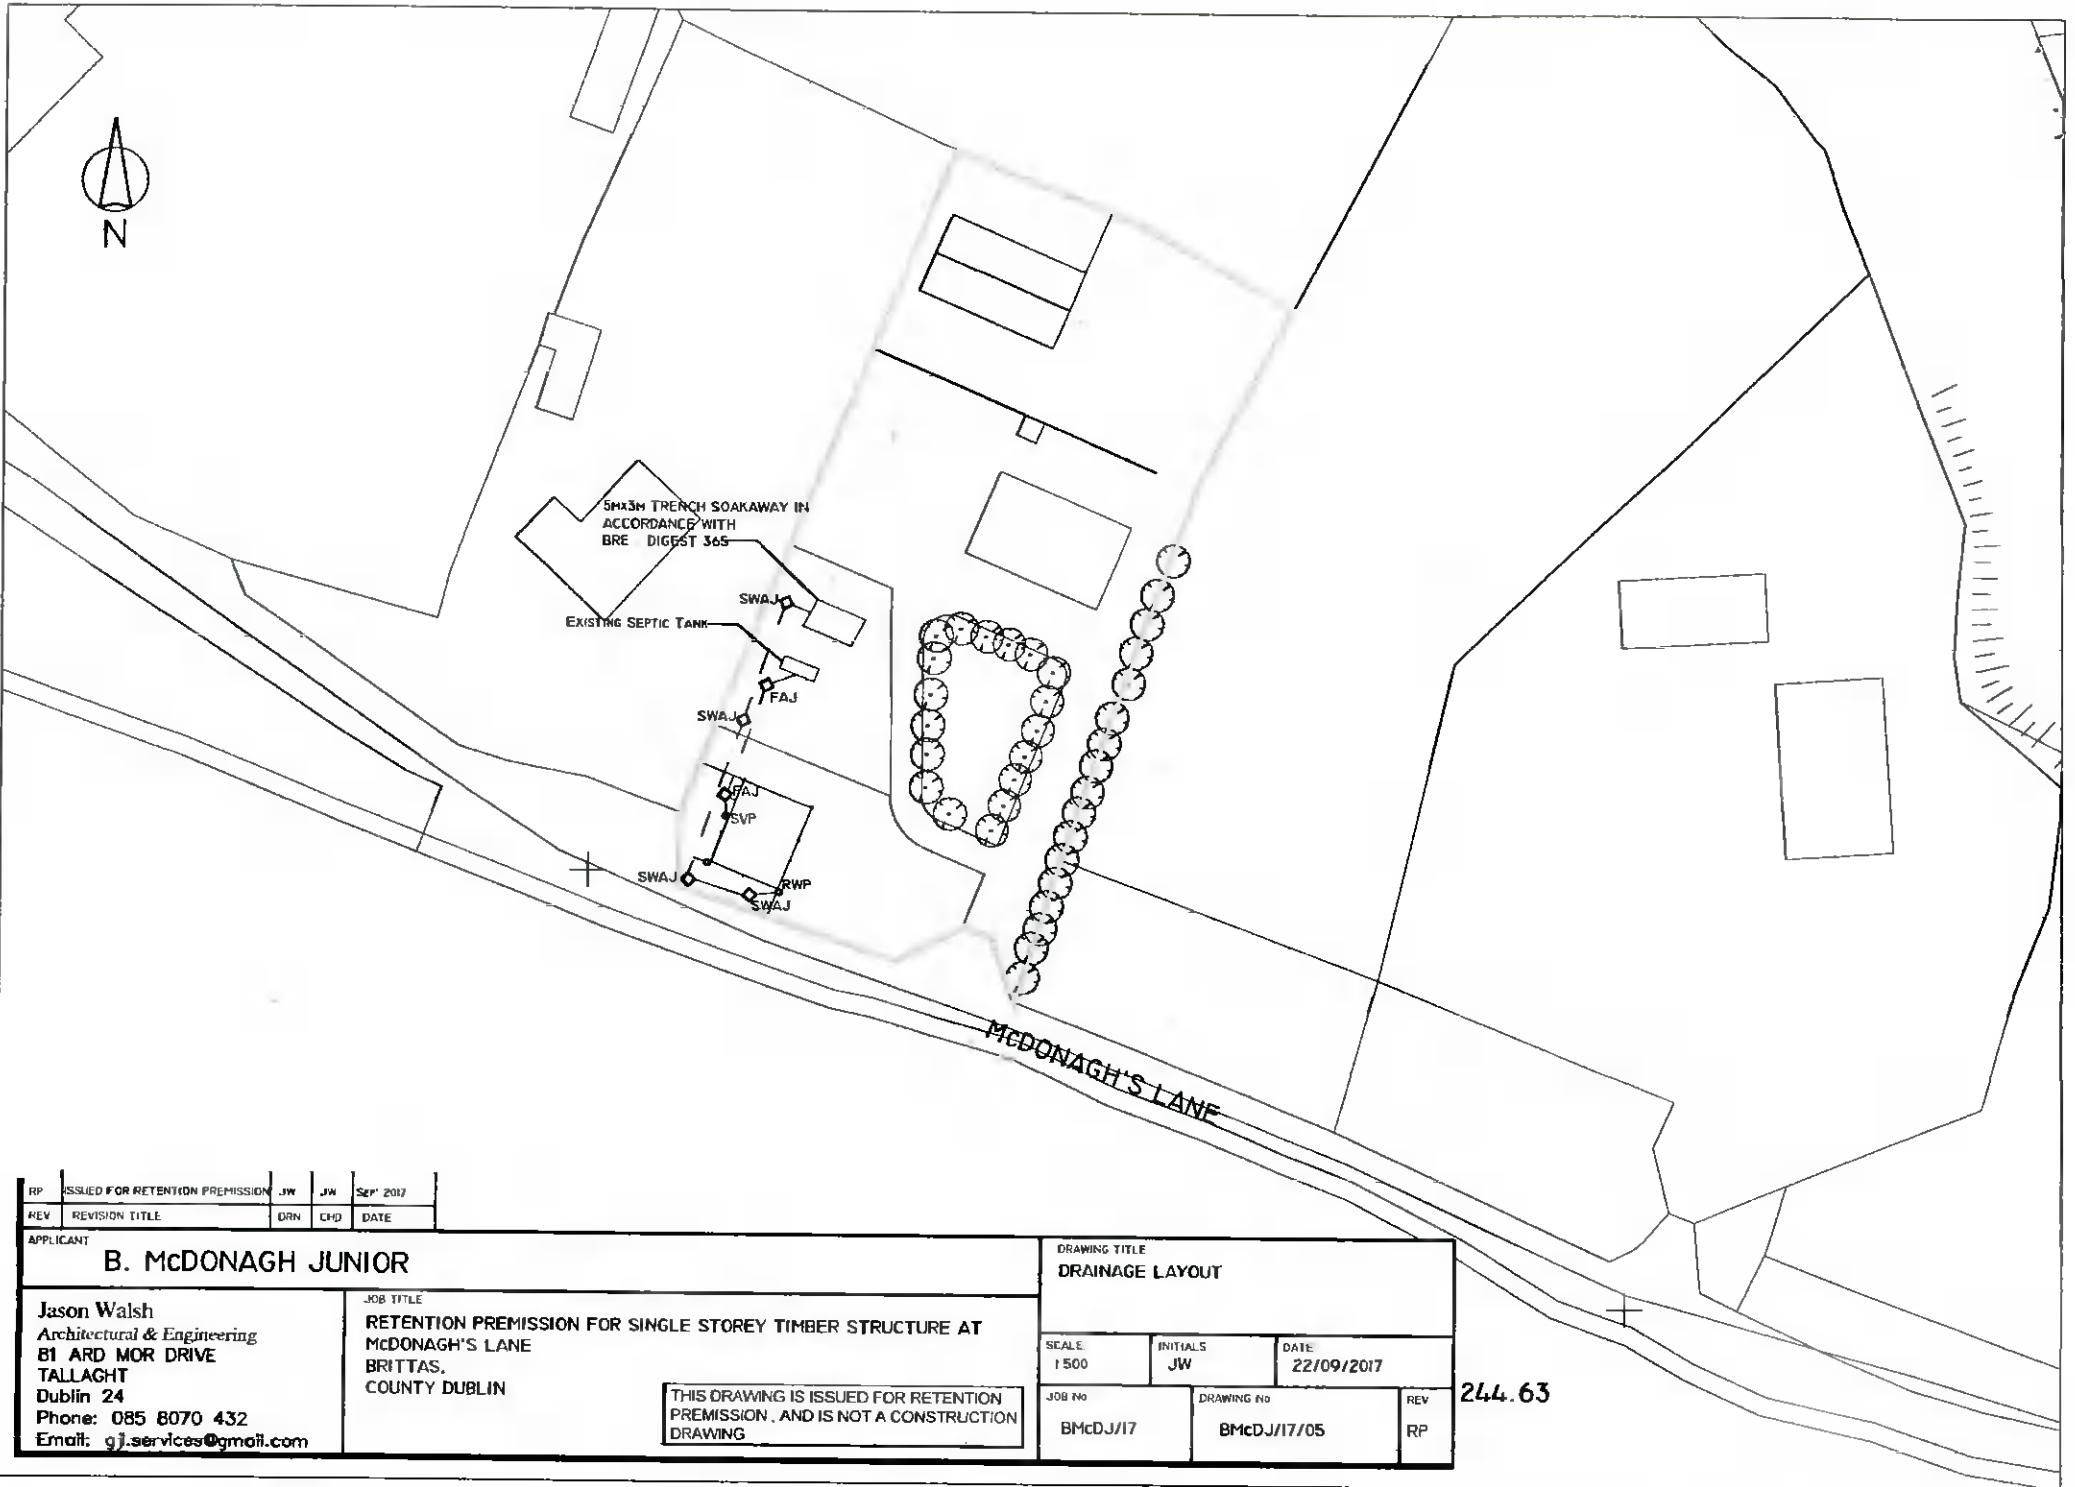 N
5Mx3M TRENCH SOAKAWAY IN
ACCORDANCE WITH
BRE DIGEST 365
SWAJ
EXISTING SEPTIC TANK
FAJ
SWAJ
FAJ
SVP
SWAJ
RWP
SWAJ
McDONAGH'S LANE
RP ISSUED FOR RETENTION PREMISSION JW JW SEP' 2017
REV REVISION TITLE DRN CHD DATE
APPLICANT
B. McDONAGH JUNIOR
Jason Walsh
Architectural & Engineering
81 ARD MOR DRIVE
TALLAGHT
Dublin 24
Phone: 085 8070 432
Email: gj.services@gmail.com
JOB TITLE
RETENTION PREMISSION FOR SINGLE STOREY TIMBER STRUCTURE AT
McDONAGH'S LANE
BRITTAS,
COUNTY DUBLIN
THIS DRAWING IS ISSUED FOR RETENTION
PREMISSION, AND IS NOT A CONSTRUCTION
DRAWING
DRAWING TITLE
DRAINAGE LAYOUT
SCALE INITIALS DATE
1 500 JW 22/09/2017
JOB No DRAWING No REV
BMcDJ/17 BMcDJ/17/05 RP
244.63